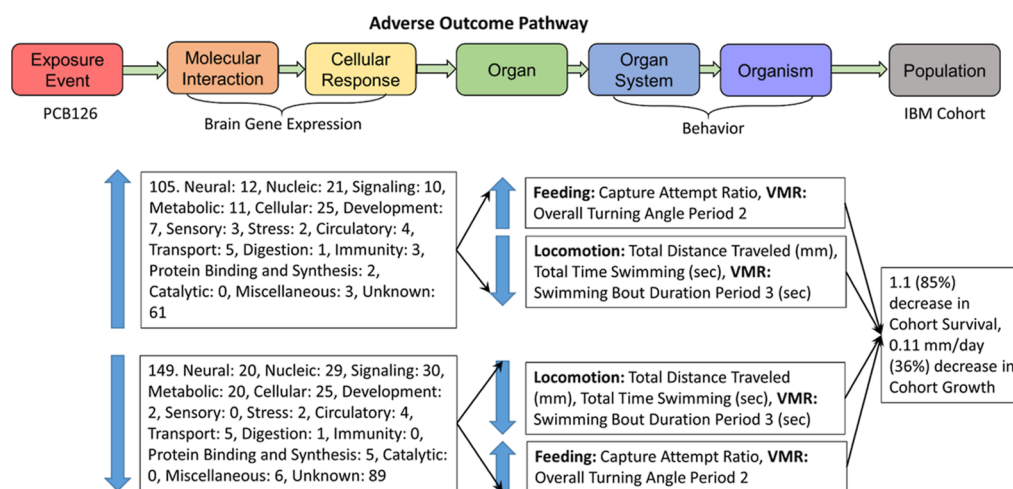 Adverse Outcome Pathway
Exposure
Event
Molecular
Interaction
Cellular
Response
Organ
Organ
System
Organism
Population
PCB126
Brain Gene Expression
Behavior
IBM Cohort
105. Neural: 12, Nucleic: 21, Signaling: 10,
Metabolic: 11, Cellular: 25, Development:
7, Sensory: 3, Stress: 2, Circulatory: 4,
Transport: 5, Digestion: 1, Immunity: 3,
Protein Binding and Synthesis: 2,
Catalytic: 0, Miscellaneous: 3, Unknown:
61
Feeding: Capture Attempt Ratio, VMR:
Overall Turning Angle Period 2
Locomotion: Total Distance Traveled (mm),
Total Time Swimming (sec), VMR:
Swimming Bout Duration Period 3 (sec)
1.1 (85%)
decrease in
Cohort Survival,
0.11 mm/day
(36%) decrease in
Cohort Growth
149. Neural: 20, Nucleic: 29, Signaling: 30,
Metabolic: 20, Cellular: 25, Development:
2, Sensory: 0, Stress: 2, Circulatory: 4,
Transport: 5, Digestion: 1, Immunity: 0,
Protein Binding and Synthesis: 5, Catalytic:
0, Miscellaneous: 6, Unknown: 89
Locomotion: Total Distance Traveled
(mm), Total Time Swimming (sec), VMR:
Swimming Bout Duration Period 3 (sec)
Feeding: Capture Attempt Ratio, VMR:
Overall Turning Angle Period 2